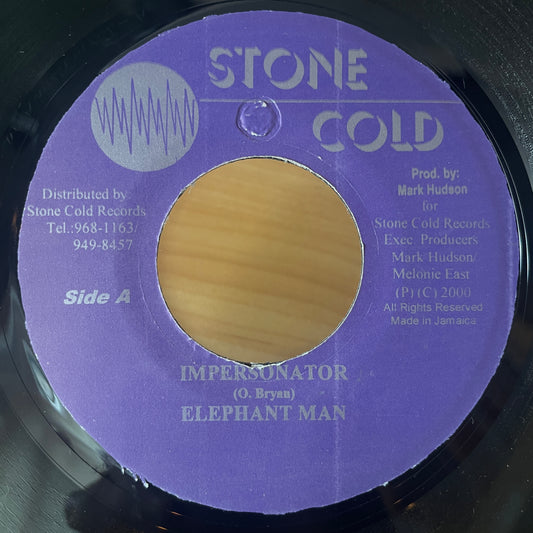 STONE
COLD
Distributed by
Stone Cold Records
Tel.:968-1163/
949-8457
Side A
Prod. by:
Mark Hudson
for
Stone Cold Records
Exec Producers
Mark Hudson/
Melonie East
(P) (C) 2000
All Rights Reserved
Made in Jamaica
IMPERSONATOR
(O. Bryan)
ELEPHANT MAN